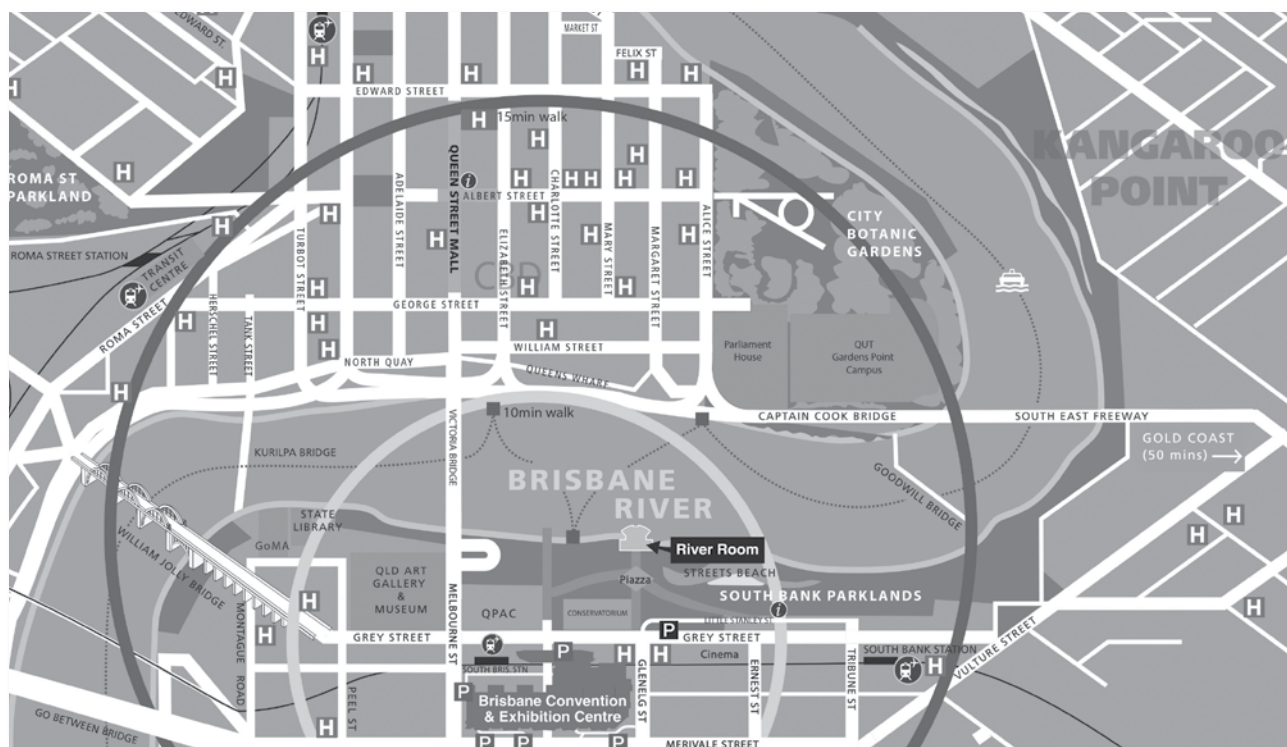 EDWARD ST.
MARKET ST
FELIX ST
H
H
H
H
H
H
EDWARD STREET
H
H
15min walk
H
KANGAROO
POINT
QUEEN STREET MALL
H
H
ROMA ST
PARKLAND
i
H
H H
H
H
ADELAIDE STREET
ALBERT STREET
CHARLOTTE STREET
H
H
H
CITY
BOTANIC
GARDENS
TURBOT STREET
H
ELIZABETH STREET
H
MARY STREET
MARGARET STREET
H
ALICE STREET
ROMA STREET STATION
TRANSIT
CENTRE
CBD
H
H
H
GEORGE STREET
ROMA STREET
HERSCHEL STREET
TANK STREET
H
H
H
H
WILLIAM STREET
NORTH QUAY
QUEENS WHARF
Parliament
House
QUT
Gardens Point
Campus
H
VICTORIA BRIDGE
10min walk
CAPTAIN COOK BRIDGE
SOUTH EAST FREEWAY
GOLD COAST
(50 mins)
KURILPA BRIDGE
BRISBANE
RIVER
GOODWILL BRIDGE
STATE
LIBRARY
GoMA
WILLIAM JOLLY BRIDGE
River Room
H
H
QLD ART
GALLERY
&
MUSEUM
Piazza
STREETS BEACH
MELBOURNE ST
SOUTH BANK PARKLANDS
H
QPAC
CONSERVATORIUM
i
H
LITTLE STANLEY ST
MONTAGUE ROAD
H
GREY STREET
P
GREY STREET
VULTURE STREET
SOUTH BRIS. STN
P
H
H
Cinema
SOUTH BANK STATION
H
PEEL ST
P
Brisbane Convention
& Exhibition Centre
GLENELG ST
ERNEST ST
TRIBUNE ST
GO BETWEEN BRIDGE
H
P
P
P
MERIVALE STREET